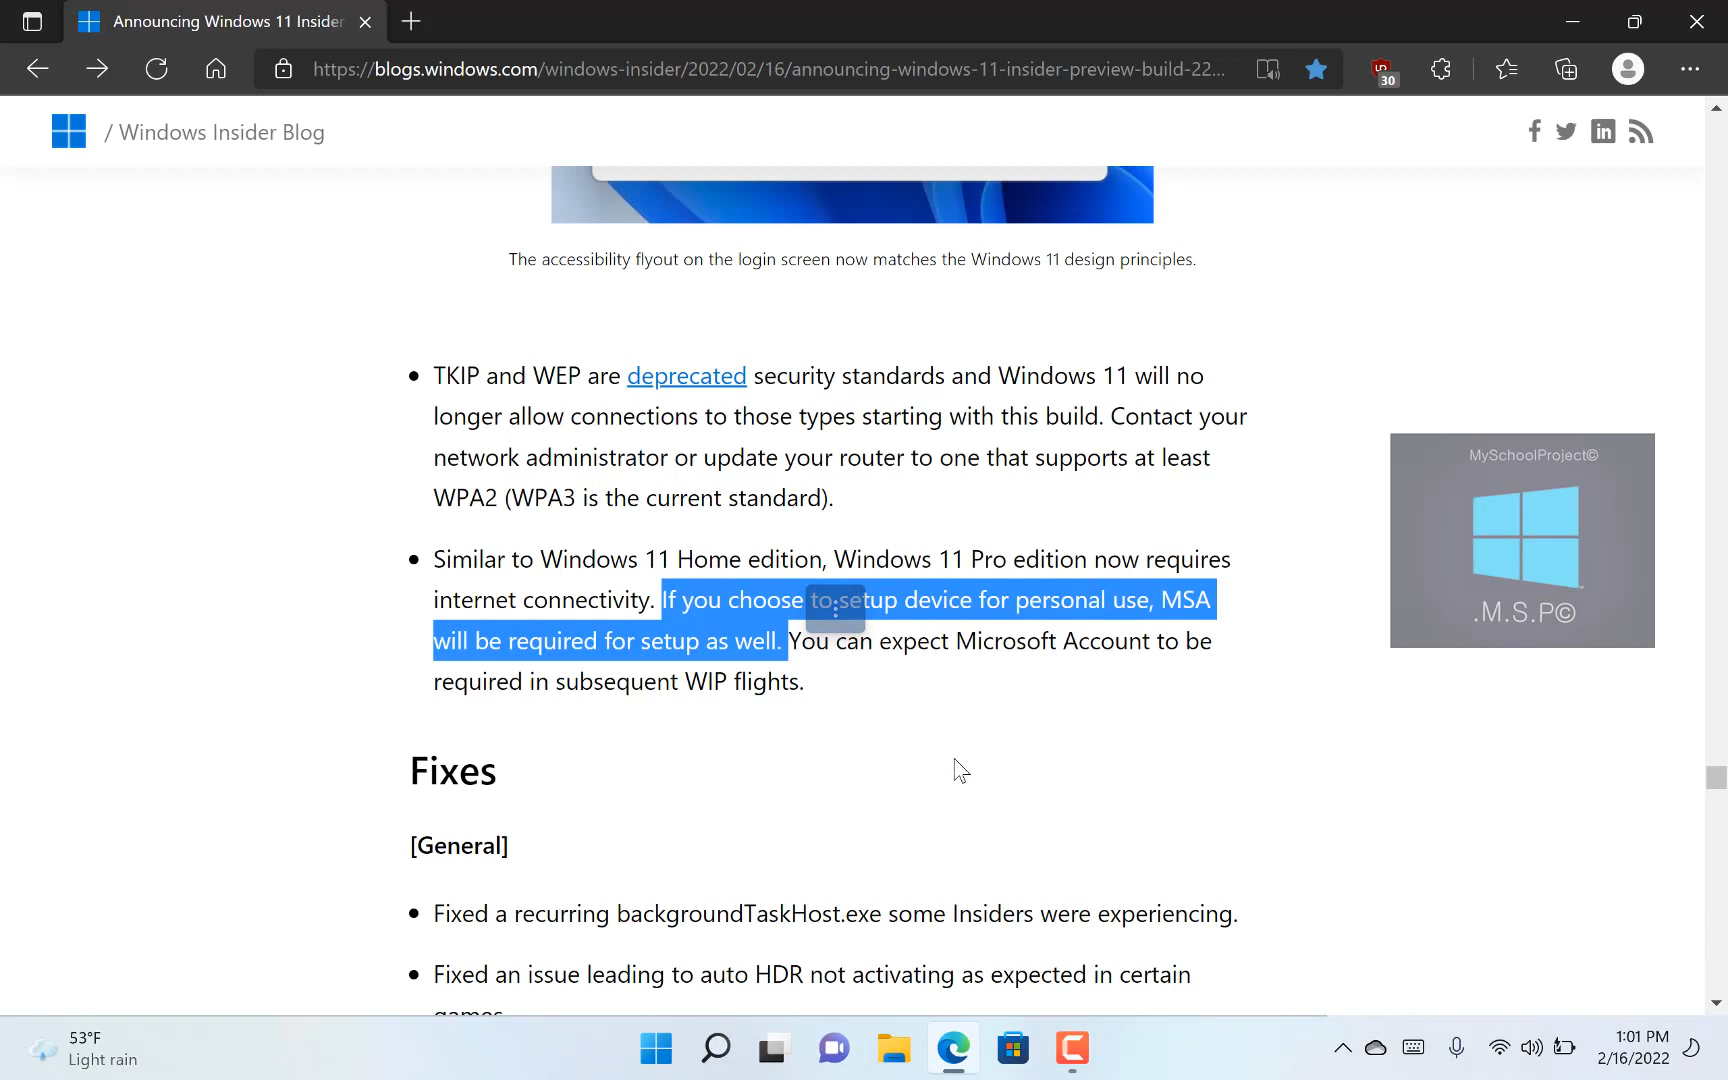 Announcing Windows 11 Insider
https://blogs.windows.com/windows-insider/2022/02/16/announcing-windows-11-insider-preview-build-22...
30
/ Windows Insider Blog
The accessibility flyout on the login screen now matches the Windows 11 design principles.
• TKIP and WEP are deprecated security standards and Windows 11 will no
longer allow connections to those types starting with this build. Contact your
network administrator or update your router to one that supports at least
WPA2 (WPA3 is the current standard).
MySchoolProject©
.M.S.P©
• Similar to Windows 11 Home edition, Windows 11 Pro edition now requires
internet connectivity. If you choose to setup device for personal use, MSA
will be required for setup as well. You can expect Microsoft Account to be
required in subsequent WIP flights.
Fixes
[General]
• Fixed a recurring backgroundTaskHost.exe some Insiders were experiencing.
• Fixed an issue leading to auto HDR not activating as expected in certain
games.
53°F
Light rain
1:01 PM
2/16/2022